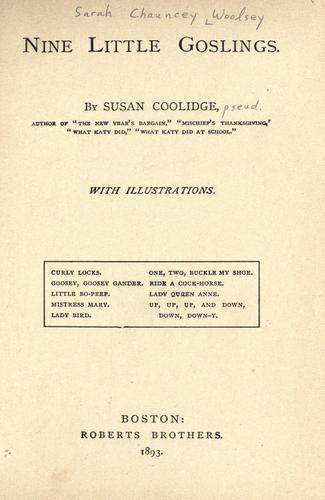 Sarah Chauncey Woolsey
NINE LITTLE GOSLINGS.
BY SUSAN COOLIDGE, pseud.
AUTHOR OF "THE NEW YEAR'S BARGAIN," "MISCHIEF'S THANKSGIVING,"
"WHAT KATY DID," "WHAT KATY DID AT SCHOOL."
WITH ILLUSTRATIONS.
CURLY LOCKS.
GOOSEY, GOOSEY GANDER.
LITTLE BO-PEEP.
MISTRESS MARY.
LADY BIRD.
ONE, TWO, BUCKLE MY SHOE.
RIDE A COCK-HORSE.
LADY QUEEN ANNE.
UP, UP, UP, AND DOWN,
DOWN, DOWN-Y.
BOSTON:
ROBERTS BROTHERS.
1893.